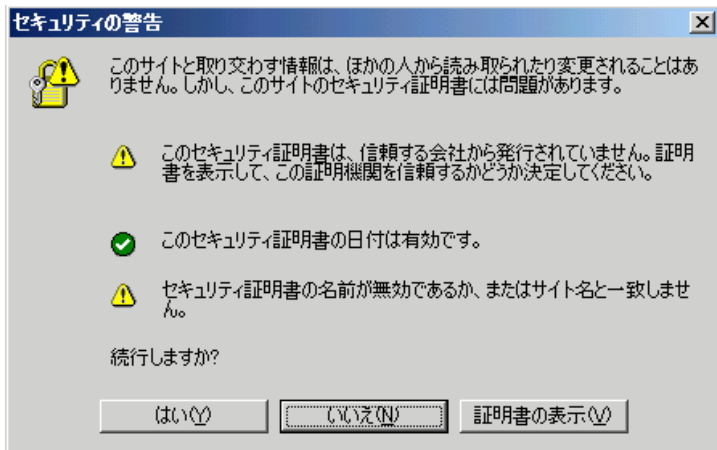 セキュリティの警告
このサイトと取り交わす情報は、ほかの人から読み取られたり変更されることはあ
りません。しかし、このサイトのセキュリティ証明書には問題があります。
このセキュリティ証明書は、信頼する会社から発行されていません。証明
書を表示して、この証明機関を信頼するかどうか決定してください。
このセキュリティ証明書の日付は有効です。
セキュリティ証明書の名前が無効であるか、またはサイト名と一致しませ
ん。
続行しますか?
はい(Y) いいえ(N) 証明書の表示(V)